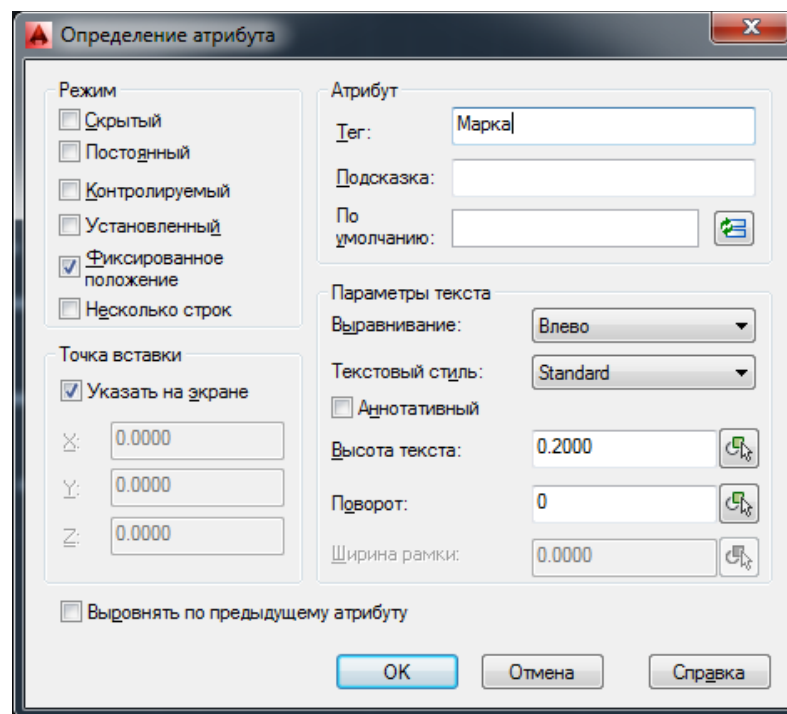 Определение атрибута
Режим
Скрытый
Постоянный
Контролируемый
Установленный
Фиксированное
положение
Несколько строк
Точка вставки
Указать на экране
X: 0.0000
Y: 0.0000
Z: 0.0000
Атрибут
Тег: Марка
Подсказка:
По
умолчанию:
Параметры текста
Выравнивание: Влево
Текстовый стиль: Standard
Аннотативный
Высота текста: 0.2000
Поворот: 0
Ширина рамки: 0.0000
Выровнять по предыдущему атрибуту
OK Отмена Справка